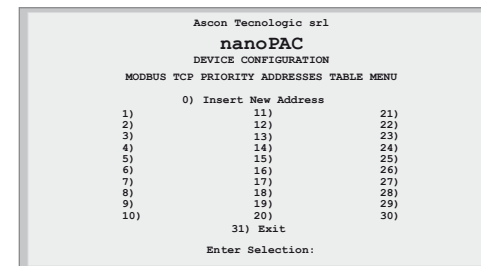 Ascon Tecnologic srl
nanoPAC
DEVICE CONFIGURATION
MODBUS TCP PRIORITY ADDRESSES TABLE MENU
0) Insert New Address
1) 11) 21)
2) 12) 22)
3) 13) 23)
4) 14) 24)
5) 15) 25)
6) 16) 26)
7) 17) 27)
8) 18) 28)
9) 19) 29)
10) 20) 30)
31) Exit
Enter Selection: